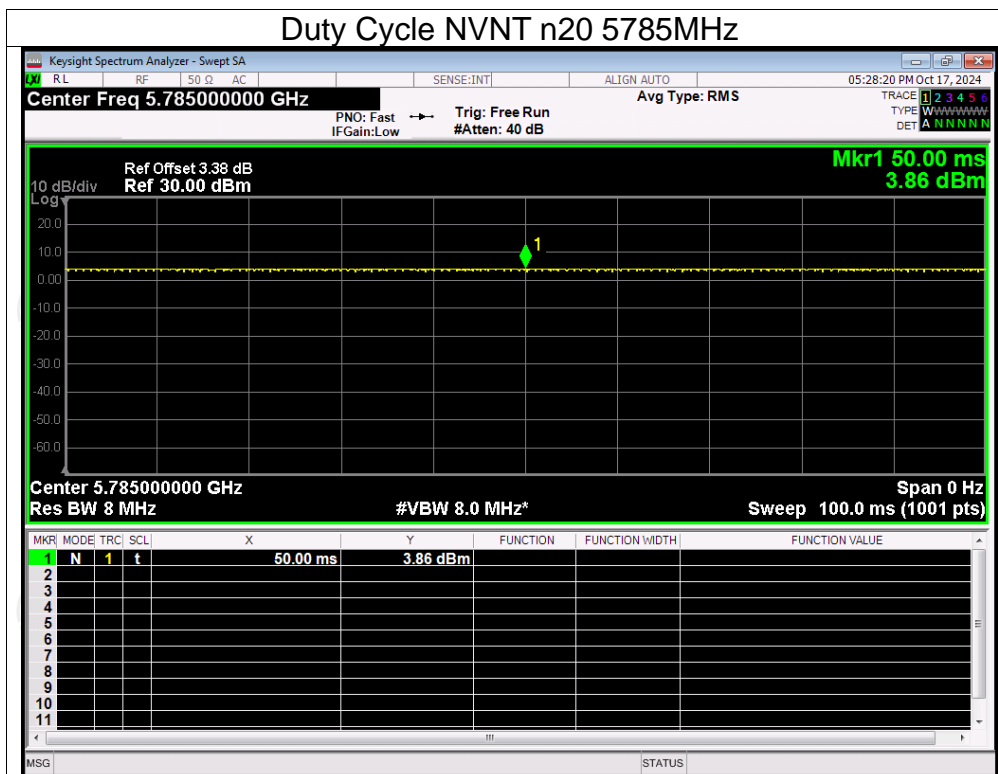 Duty Cycle NVNT n20 5785MHz
Keysight Spectrum Analyzer - Swept SA
LXI RL RF 50 Ω AC SENSE:INT ALIGN AUTO 05:28:20 PM Oct 17, 2024
Center Freq 5.785000000 GHz Avg Type: RMS TRACE 1 2 3 4 5 6
PNO: Fast Trig: Free Run TYPE WWWWWW
IFGain:Low #Atten: 40 dB DET A N N N N N
Mkr1 50.00 ms
Ref Offset 3.38 dB
10 dB/div Ref 30.00 dBm 3.86 dBm
Log
20.0
1
10.0
0.00
-10.0
-20.0
-30.0
-40.0
-50.0
-60.0
Center 5.785000000 GHz Span 0 Hz
Res BW 8 MHz #VBW 8.0 MHz* Sweep 100.0 ms (1001 pts)
MKR MODE TRC SCL X Y FUNCTION FUNCTION WIDTH FUNCTION VALUE
1 N 1 t 50.00 ms 3.86 dBm
2
3
4
5
6
7
8
9
10
11
MSG STATUS